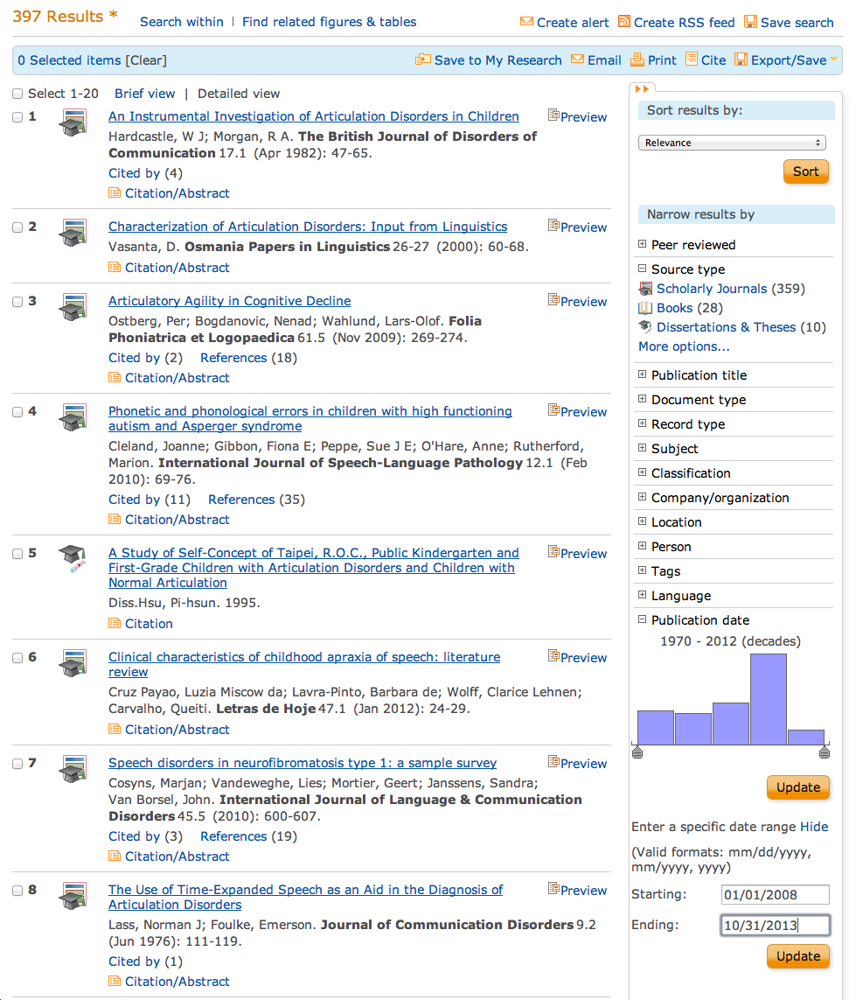 397 Results *
Search within | Find related figures & tables
Create alert
Create RSS feed
Save search
0 Selected items [Clear]
Save to My Research
Email
Print
Cite
Export/Save
Select 1-20 Brief view | Detailed view
1
An Instrumental Investigation of Articulation Disorders in Children
Preview
Hardcastle, W J; Morgan, R A. The British Journal of Disorders of
Communication 17.1 (Apr 1982): 47-65.
Cited by (4)
Citation/Abstract
2
Characterization of Articulation Disorders: Input from Linguistics
Preview
Vasanta, D. Osmania Papers in Linguistics 26-27 (2000): 60-68.
Citation/Abstract
3
Articulatory Agility in Cognitive Decline
Preview
Ostberg, Per; Bogdanovic, Nenad; Wahlund, Lars-Olof. Folia
Phoniatrica et Logopaedica 61.5 (Nov 2009): 269-274.
Cited by (2) References (18)
Citation/Abstract
4
Phonetic and phonological errors in children with high functioning
autism and Asperger syndrome
Preview
Cleland, Joanne; Gibbon, Fiona E; Peppe, Sue J E; O'Hare, Anne; Rutherford,
Marion. International Journal of Speech-Language Pathology 12.1 (Feb
2010): 69-76.
Cited by (11) References (35)
Citation/Abstract
5
A Study of Self-Concept of Taipei, R.O.C., Public Kindergarten and
First-Grade Children with Articulation Disorders and Children with
Normal Articulation
Preview
Diss.Hsu, Pi-hsun. 1995.
Citation
6
Clinical characteristics of childhood apraxia of speech: literature
review
Preview
Cruz Payao, Luzia Miscow da; Lavra-Pinto, Barbara de; Wolff, Clarice Lehnen;
Carvalho, Queiti. Letras de Hoje 47.1 (Jan 2012): 24-29.
Citation/Abstract
7
Speech disorders in neurofibromatosis type 1: a sample survey
Preview
Cosyns, Marjan; Vandeweghe, Lies; Mortier, Geert; Janssens, Sandra;
Van Borsel, John. International Journal of Language & Communication
Disorders 45.5 (2010): 600-607.
Cited by (3) References (19)
Citation/Abstract
8
The Use of Time-Expanded Speech as an Aid in the Diagnosis of
Articulation Disorders
Preview
Lass, Norman J; Foulke, Emerson. Journal of Communication Disorders 9.2
(Jun 1976): 111-119.
Cited by (1)
Citation/Abstract
Sort results by:
Relevance
Sort
Narrow results by
Peer reviewed
Source type
Scholarly Journals (359)
Books (28)
Dissertations & Theses (10)
More options...
Publication title
Document type
Record type
Subject
Classification
Company/organization
Location
Person
Tags
Language
Publication date
1970 - 2012 (decades)
Update
Enter a specific date range Hide
(Valid formats: mm/dd/yyyy,
mm/yyyy, yyyy)
Starting: 01/01/2008
Ending: 10/31/2013
Update